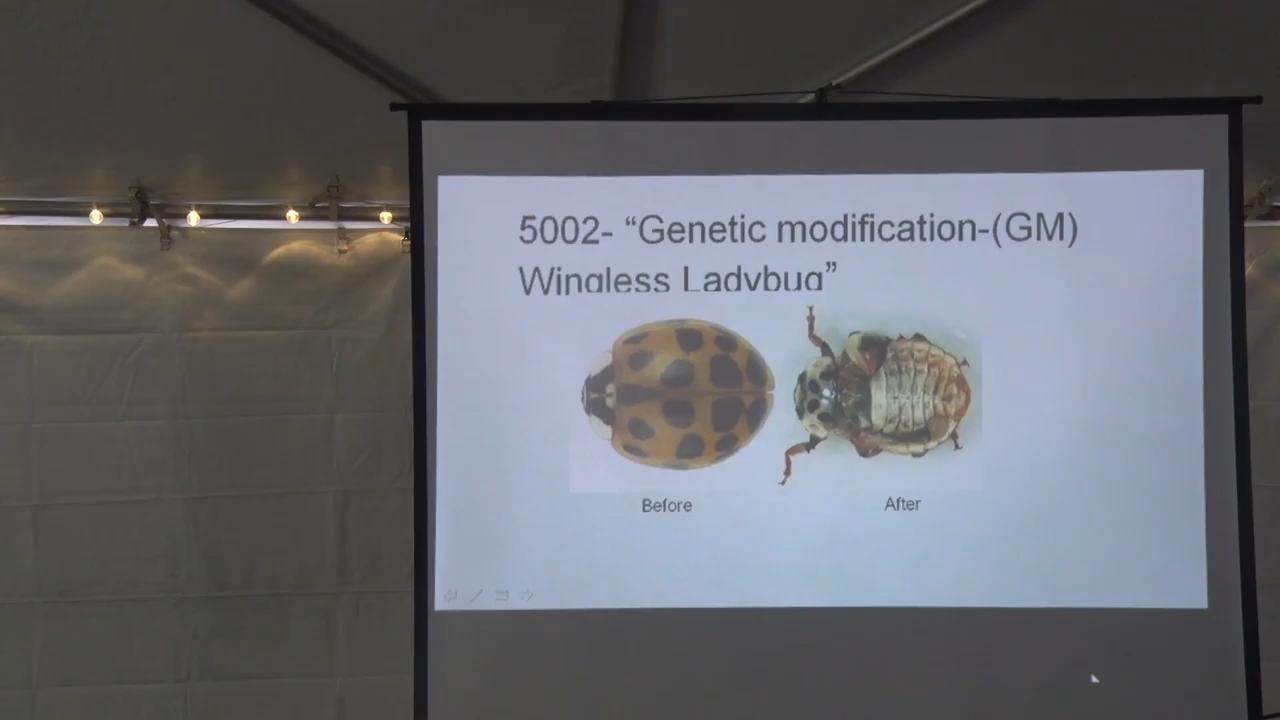 5002- “Genetic modification-(GM)
Wingless Ladybug”
Before
After